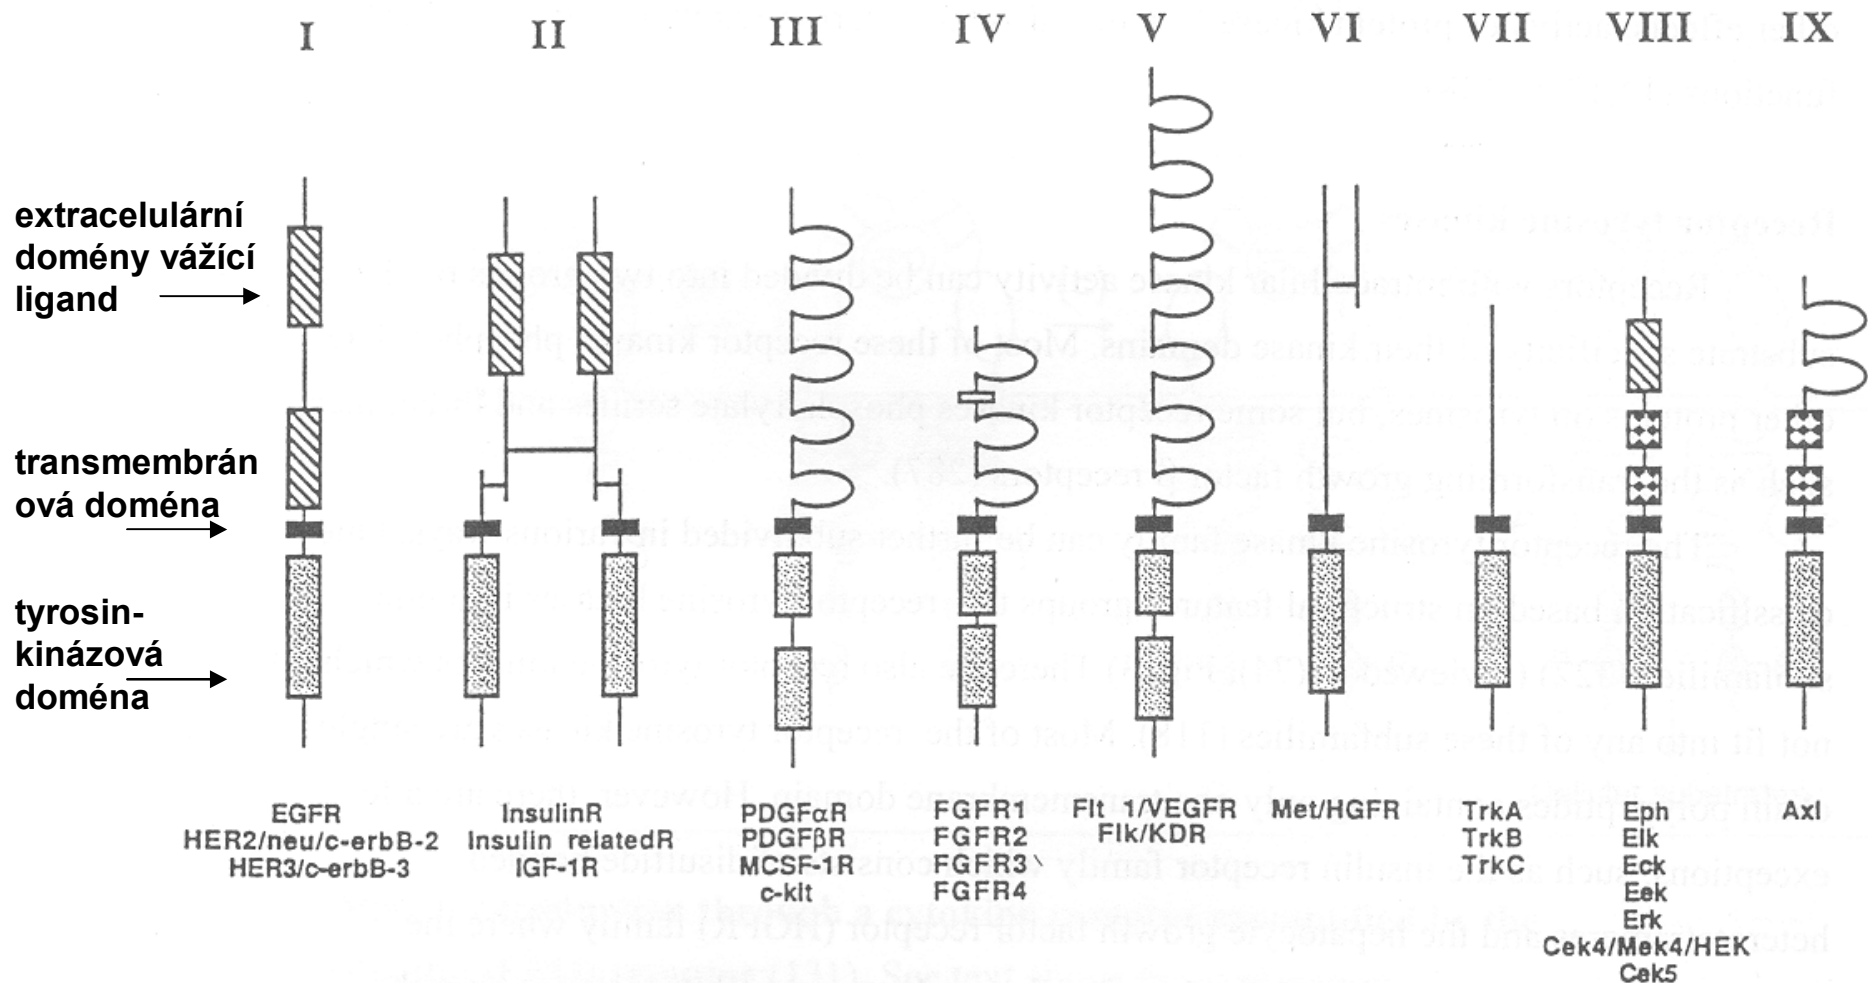 I II III IV V VI VII VIII IX
extracelulární
domény vážící
ligand
transmembrán
ová doména
tyrosin-
kinázová
doména
EGFR
HER2/neu/c-erbB-2
HER3/c-erbB-3
InsulinR
Insulin relatedR
IGF-1R
PDGFαR
PDGFβR
MCSF-1R
c-kit
FGFR1
FGFR2
FGFR3
FGFR4
Flt 1/VEGFR
Flk/KDR
Met/HGFR
TrkA
TrkB
TrkC
Eph
Elk
Eck
Eek
Erk
Cek4/Mek4/HEK
Cek5
Axl